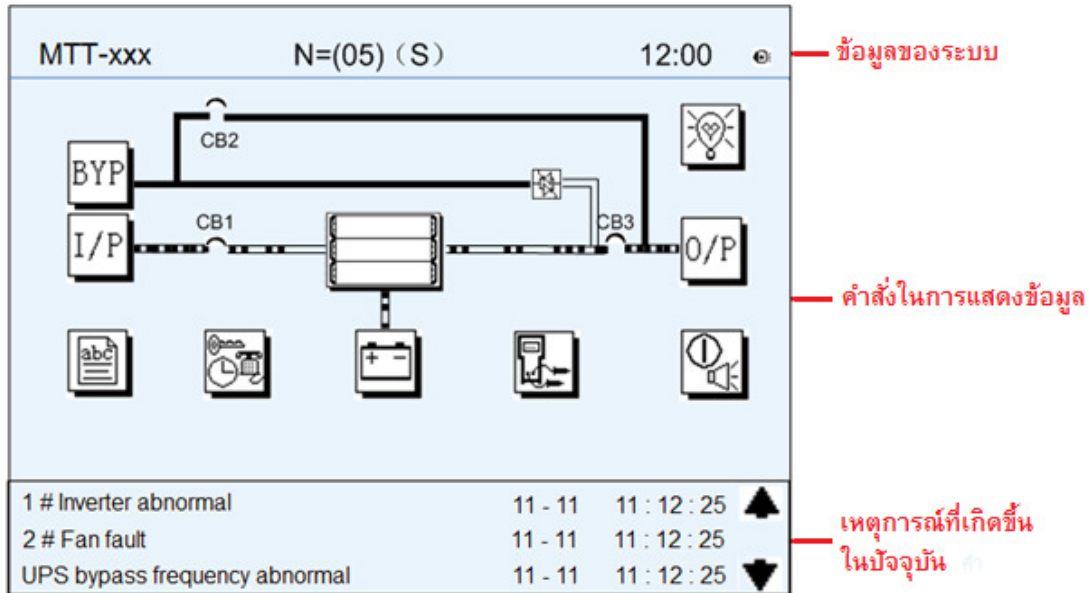 MTT-xxx N=(05)（S） 12:00
ข้อมูลของระบบ
CB2
BYP
CB1
CB3
I/P
O/P
คำสั่งในการแสดงข้อมูล
abc
+ -
1 # Inverter abnormal 11 - 11 11 : 12 : 25
2 # Fan fault 11 - 11 11 : 12 : 25
UPS bypass frequency abnormal 11 - 11 11 : 12 : 25
เหตุการณ์ที่เกิดขึ้น
ในปัจจุบัน